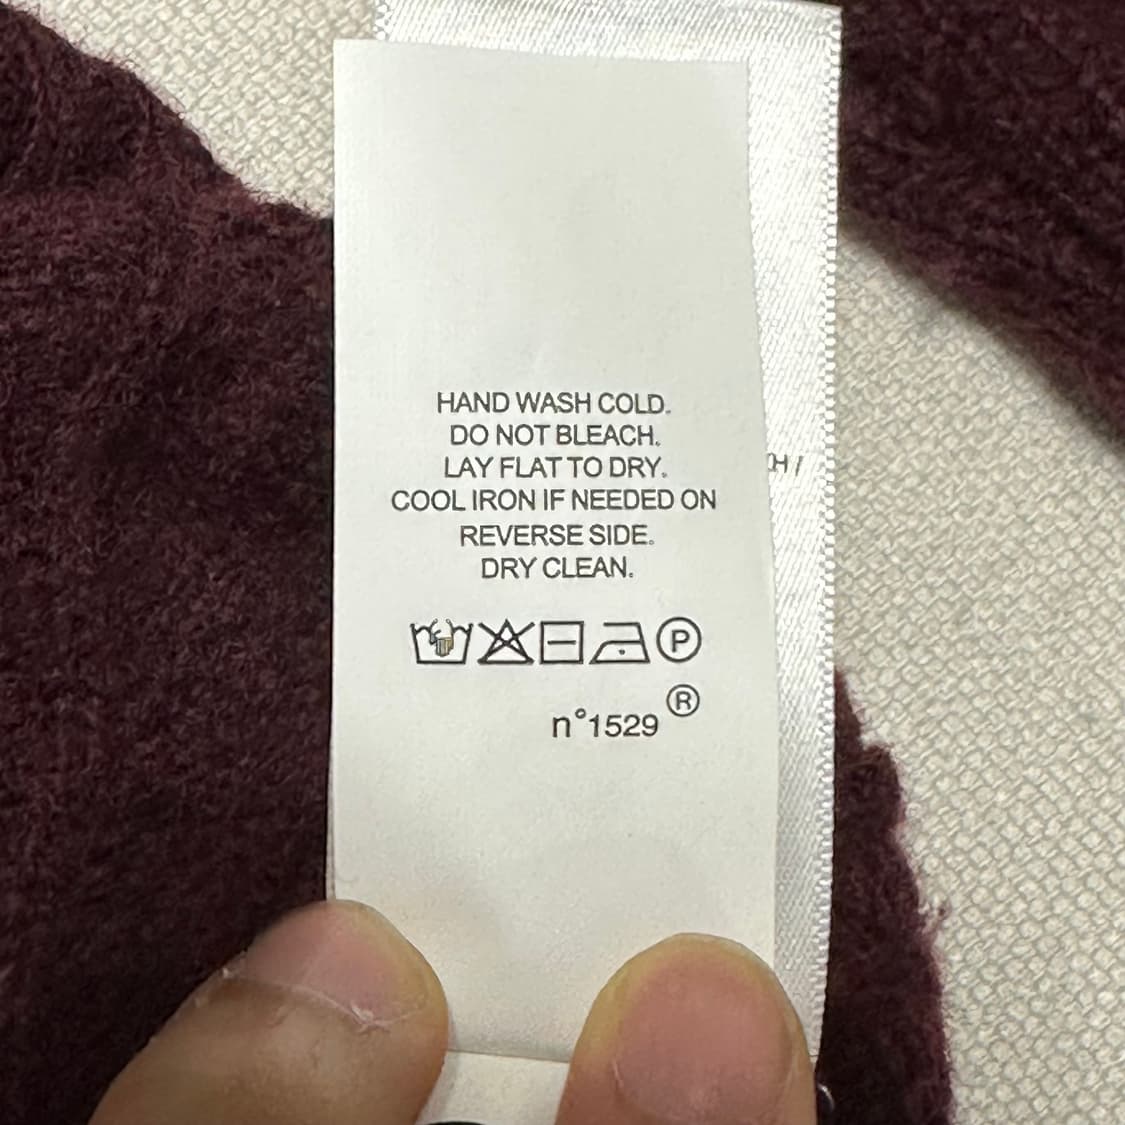 HAND WASH COLD.
DO NOT BLEACH.
LAY FLAT TO DRY.
COOL IRON IF NEEDED ON
REVERSE SIDE.
DRY CLEAN.
P
n°1529 ®
H /